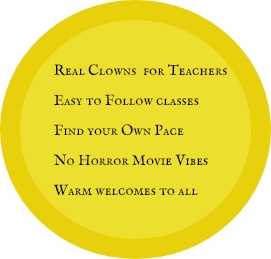 Real Clowns for Teachers
Easy to Follow classes
Find your Own Pace
No Horror Movie Vibes
Warm welcomes to all